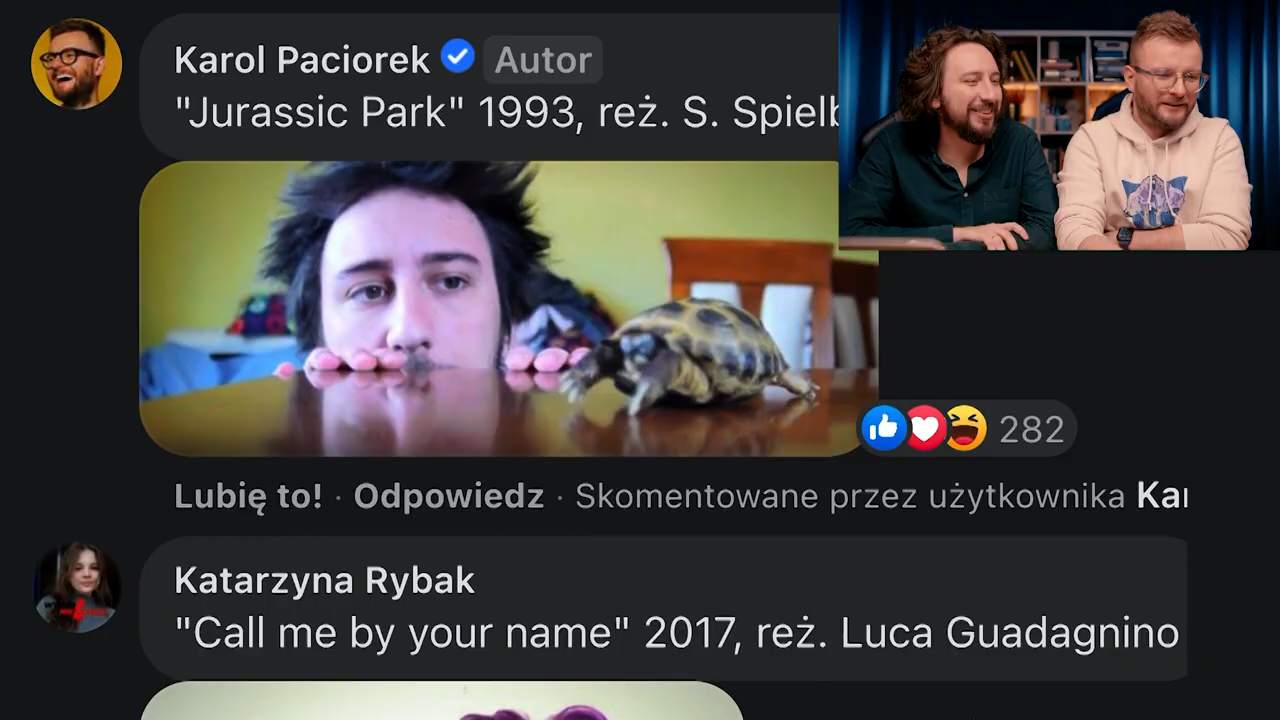 Karol Paciorek Autor
"Jurassic Park" 1993, reż. S. Spielb
282
Lubię to! · Odpowiedz · Skomentowane przez użytkownika Kar
Katarzyna Rybak
"Call me by your name" 2017, reż. Luca Guadagnino